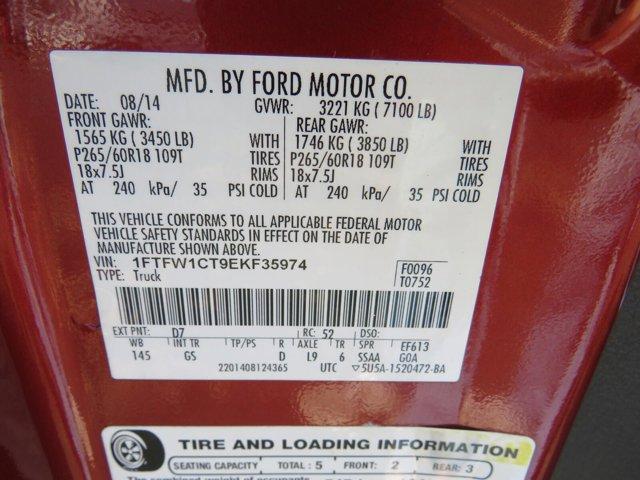 MFD. BY FORD MOTOR CO.
DATE: 08/14 GVWR: 3221 KG ( 7100 LB)
FRONT GAWR: REAR GAWR:
1565 KG ( 3450 LB) WITH 1746 KG ( 3850 LB) WITH
P265/60R18 109T TIRES P265/60R18 109T TIRES
18x7.5J RIMS 18x7.5J RIMS
AT 240 kPa/ 35 PSI COLD AT 240 kPa/ 35 PSI COLD
THIS VEHICLE CONFORMS TO ALL APPLICABLE FEDERAL MOTOR
VEHICLE SAFETY STANDARDS IN EFFECT ON THE DATE OF
MANUFACTURE SHOWN ABOVE.
VIN: 1FTFW1CT9EKF35974 F0096
TYPE: Truck T0752
EXT PNT: D7 RC: 52 DSO:
WB INT TR TP/PS R AXLE TR SPR EF613
145 GS D L9 6 SSAA GOA
2201408124365 UTC ▽5U5A-1520472-BA
TIRE AND LOADING INFORMATION
SEATING CAPACITY TOTAL : 5 FRONT: 2 REAR: 3
The combined weight of occupants